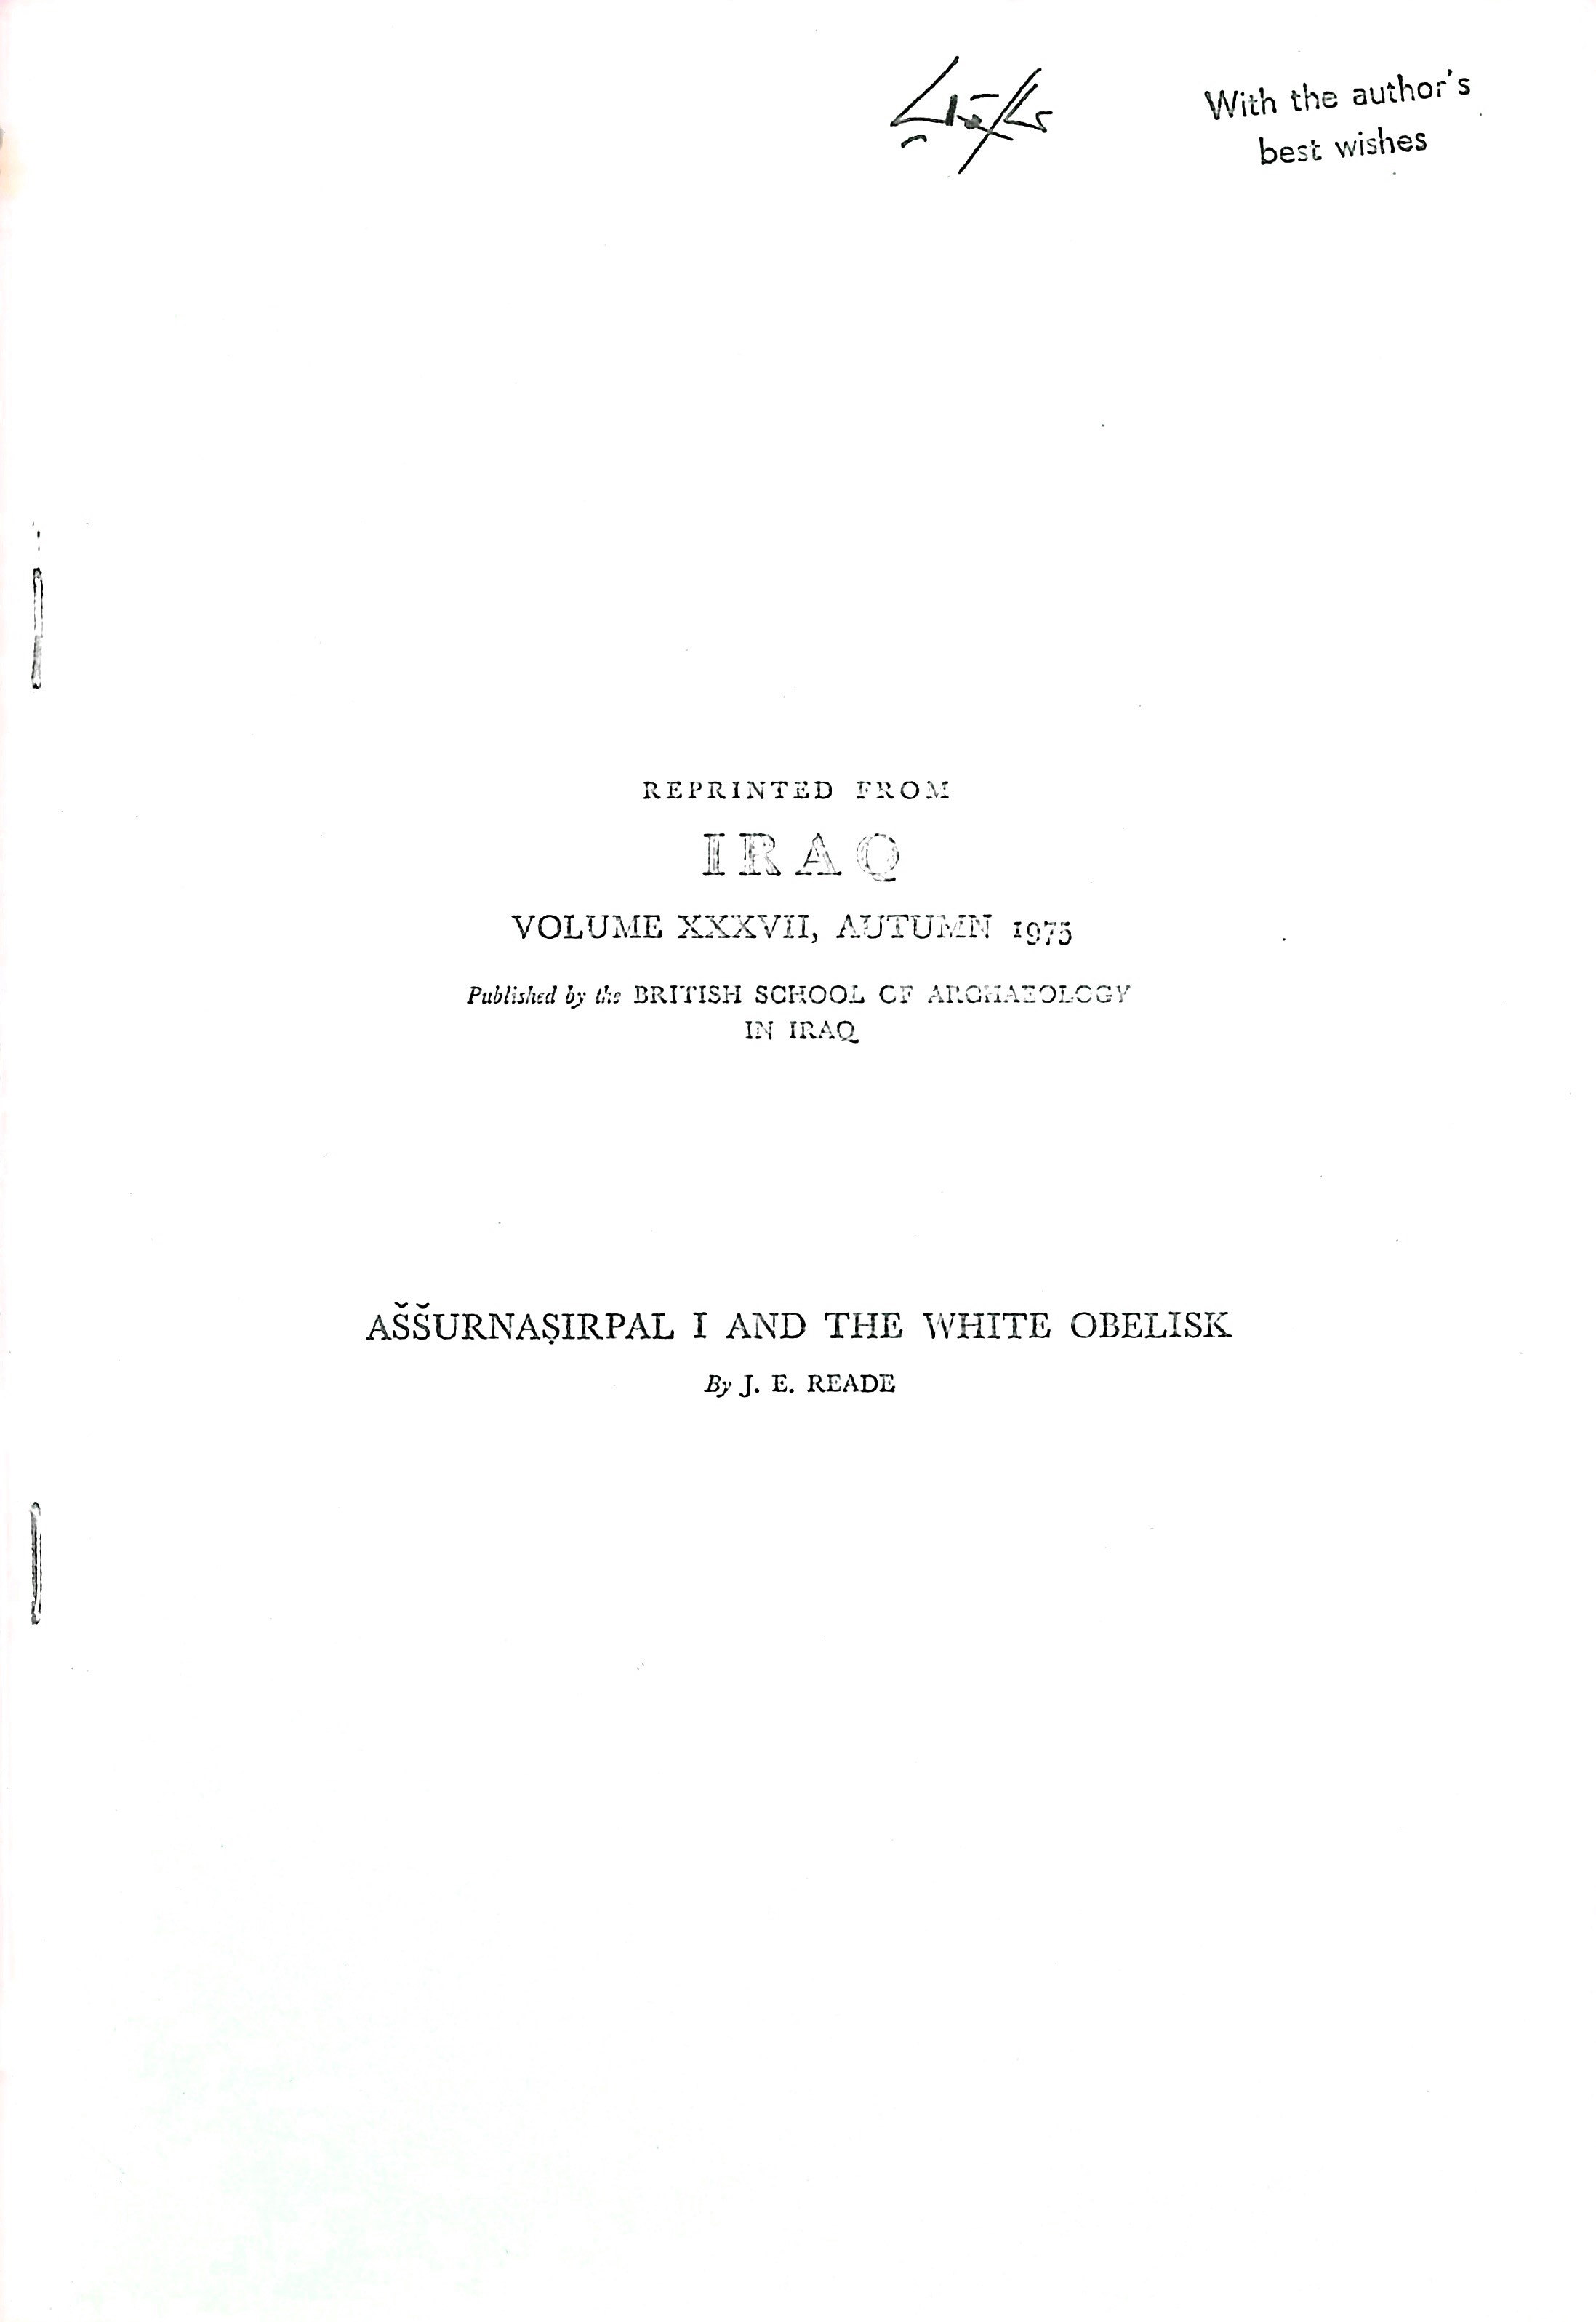 With the author's
best wishes
REPRINTED FROM
IRAQ
VOLUME XXXVII, AUTUMN 1975
Published by the BRITISH SCHOOL OF ARCHAEOLOGY
IN IRAQ
AŠŠURNAṢIRPAL I AND THE WHITE OBELISK
By J. E. READE